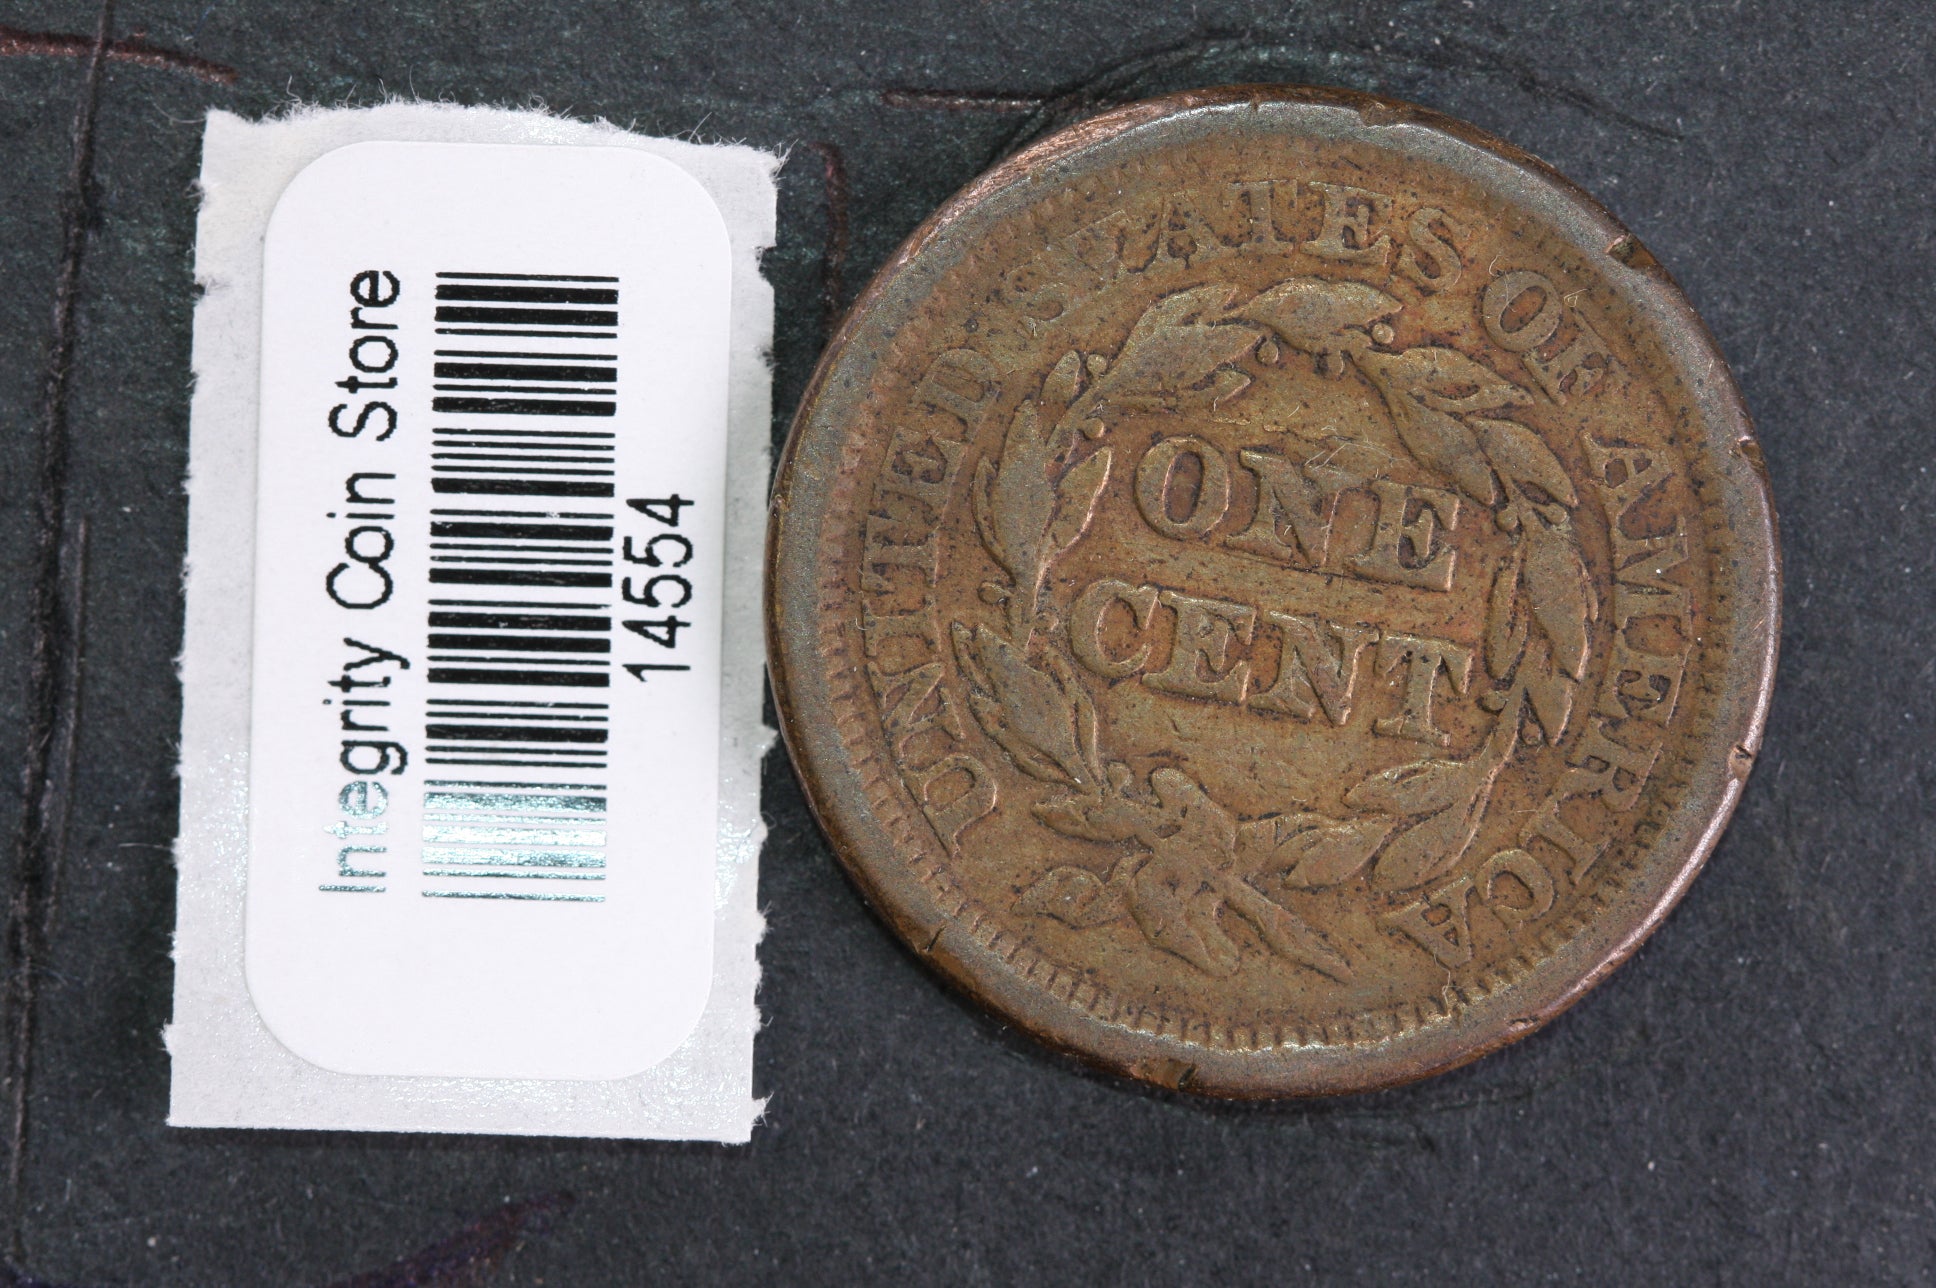 Integrity Coin Store
14554
UNITED STATES OF AMERICA
ONE
CENT